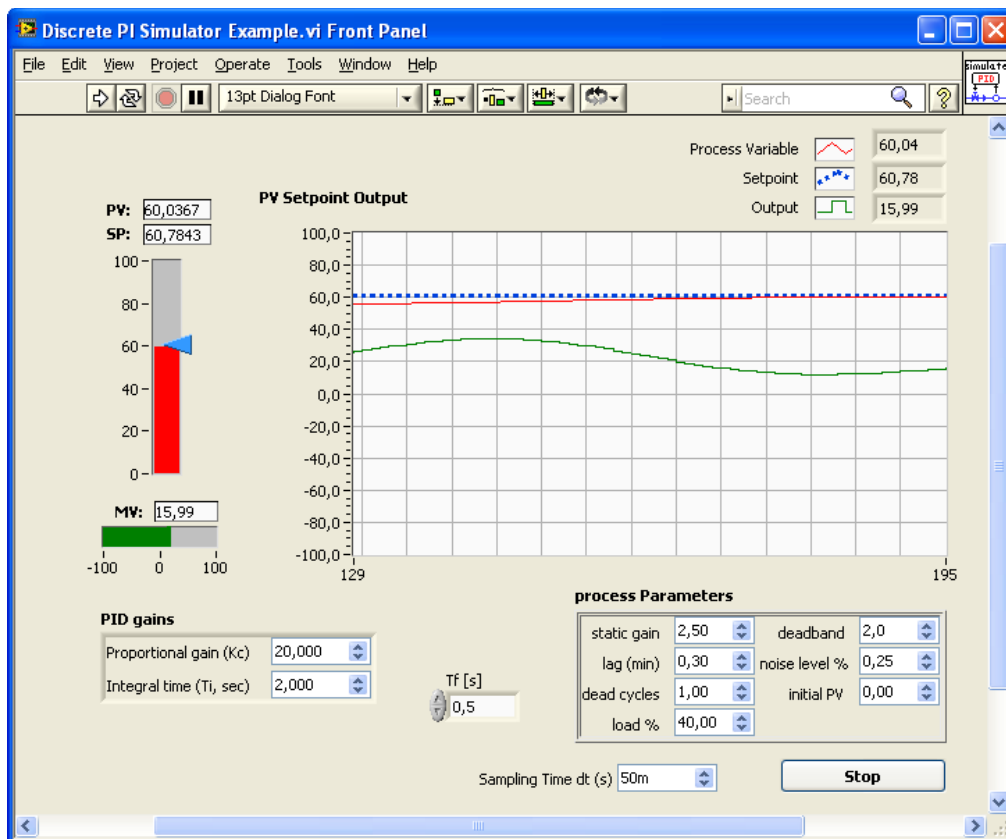 Discrete PI Simulator Example.vi Front Panel
File Edit View Project Operate Tools Window Help
simulate
PID
13pt Dialog Font
Search
?
Process Variable 60,04
Setpoint 60,78
Output 15,99
PV: 60,0367
SP: 60,7843
100
80
60
40
20
0
MV: 15,99
-100 0 100
PV Setpoint Output
100,0
80,0
60,0
40,0
20,0
0,0
-20,0
-40,0
-60,0
-80,0
-100,0
129 195
PID gains
Proportional gain (Kc) 20,000
Integral time (Ti, sec) 2,000
Tf [s]
0,5
process Parameters
static gain 2,50 deadband 2,0
lag (min) 0,30 noise level % 0,25
dead cycles 1,00 initial PV 0,00
load % 40,00
Sampling Time dt (s) 50m
Stop